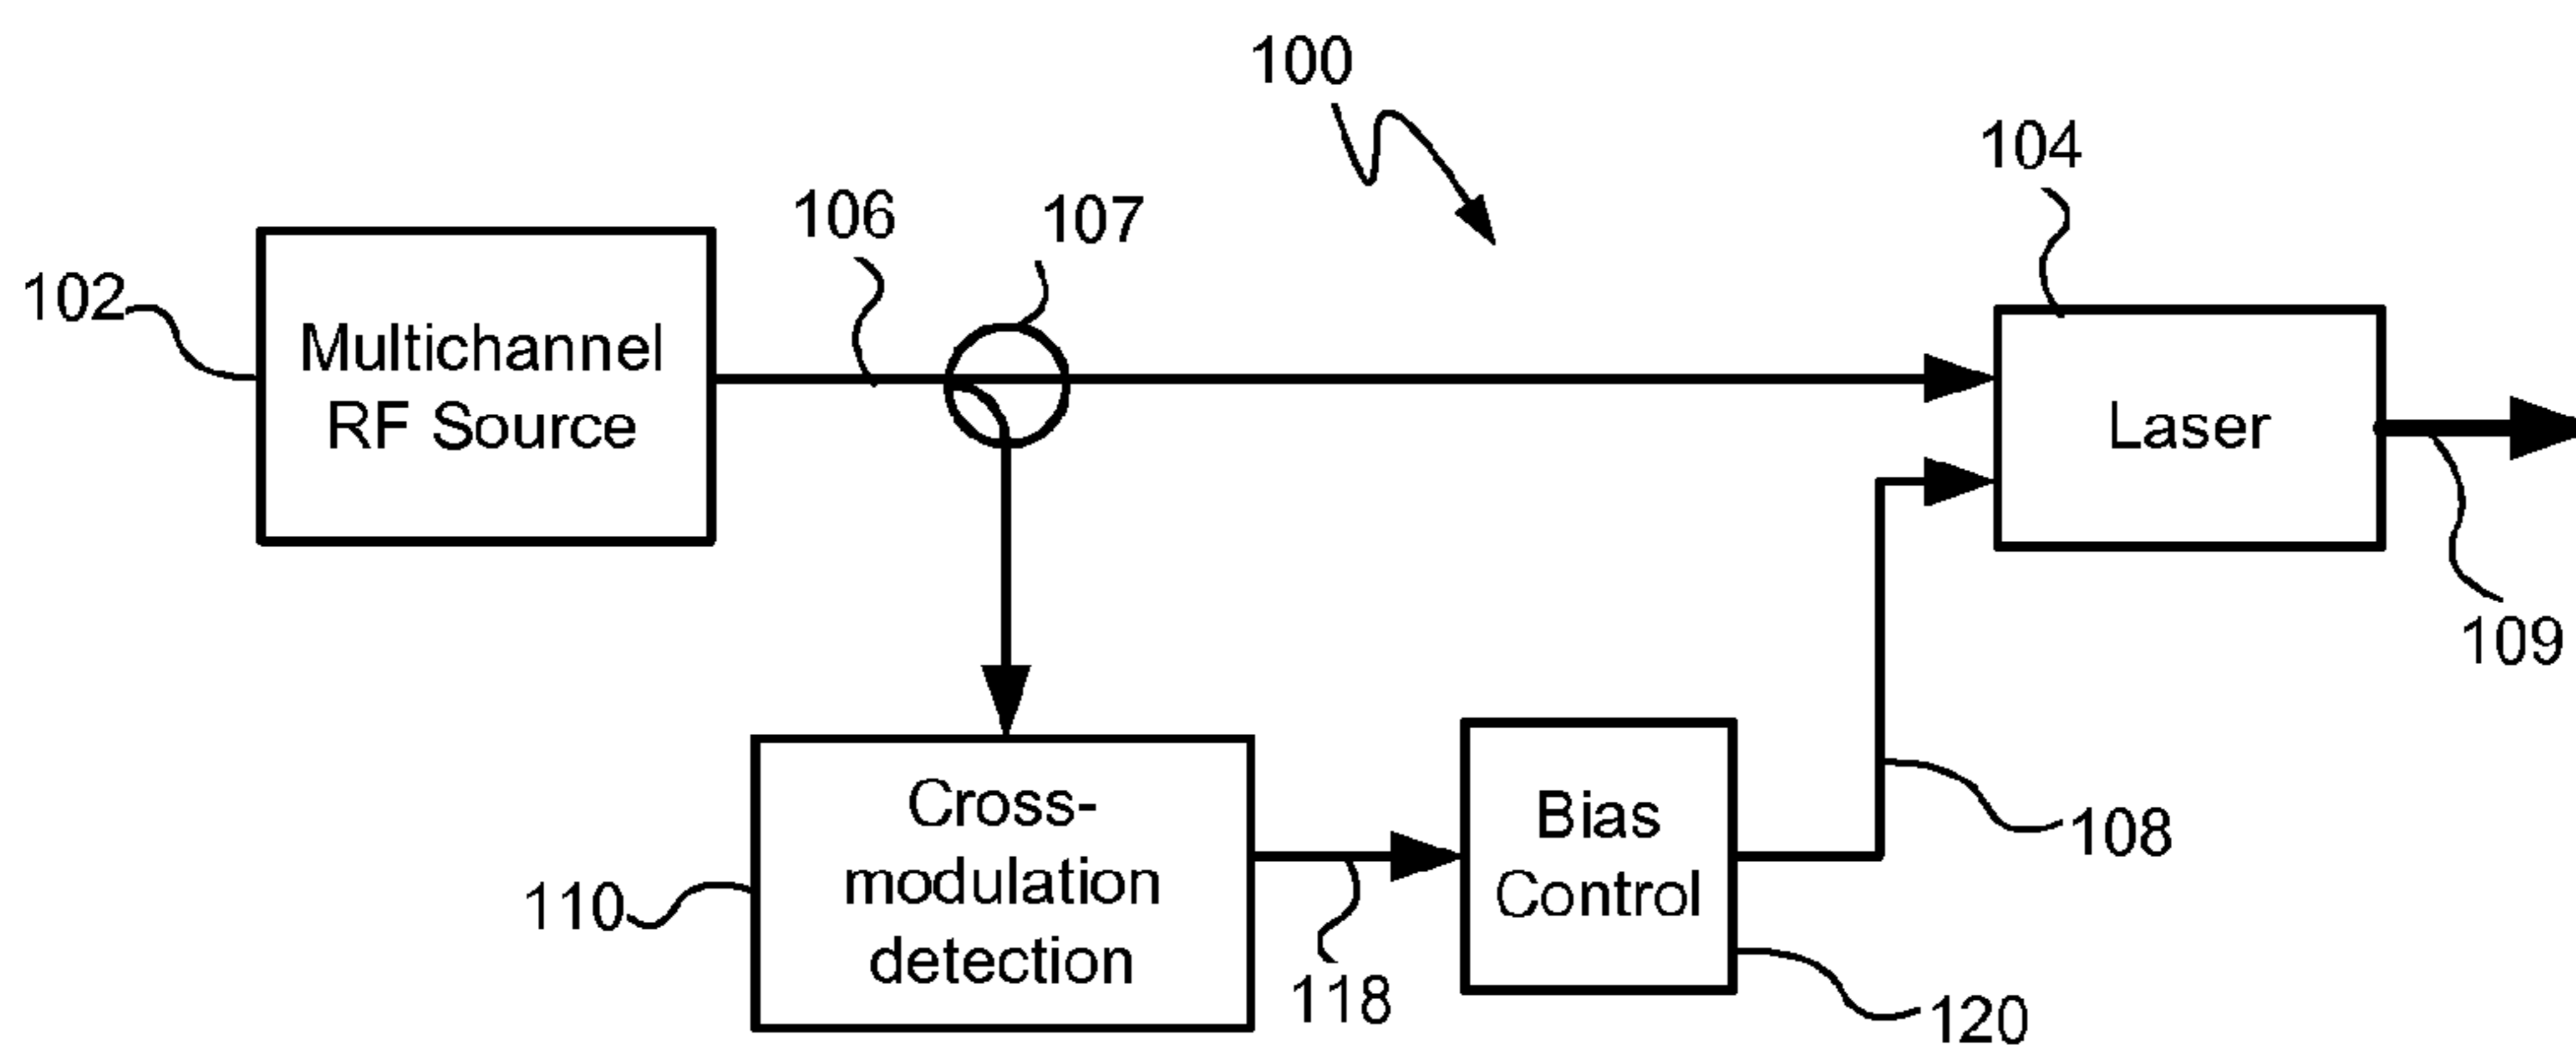 100
104
106
107
102
Multichannel
RF Source
Laser
109
Cross-
modulation
detection
Bias
Control
108
110
118
120